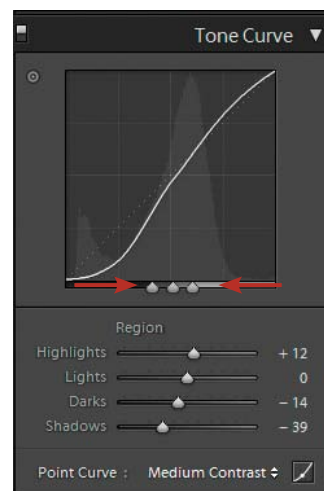 Tone Curve
Region
Highlights + 12
Lights 0
Darks − 14
Shadows − 39
Point Curve : Medium Contrast